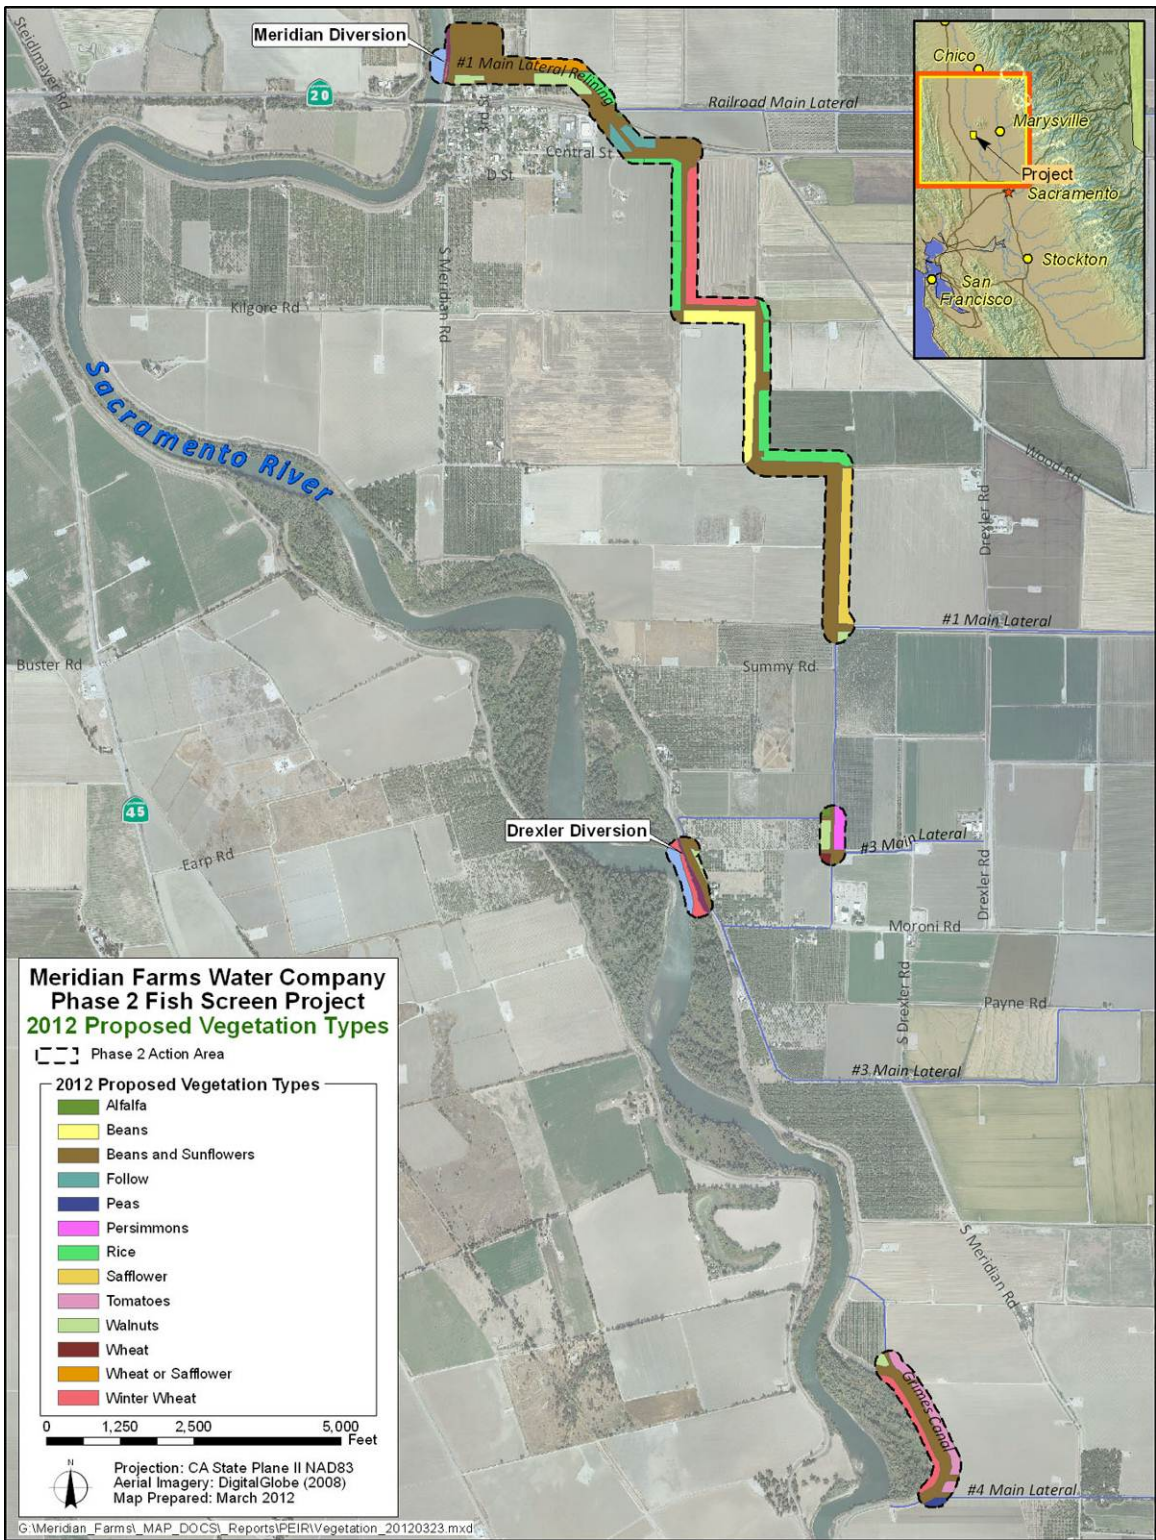 Steidlmayer Rd
Meridian Diversion
20
#1 Main Lateral Relining
3rd St
Railroad Main Lateral
Central St
D St
S Meridian Rd
Kilgore Rd
Chico
Marysville
Project
Sacramento
Stockton
San
Francisco
Sacramento River
Wood Rd
Drexler Rd
#1 Main Lateral
Buster Rd
Summy Rd
45
Earp Rd
Drexler Diversion
#3 Main Lateral
Drexler Rd
Moroni Rd
S Drexler Rd
Payne Rd
#3 Main Lateral
S Meridian Rd
Grimes Canal
#4 Main Lateral
Meridian Farms Water Company
Phase 2 Fish Screen Project
2012 Proposed Vegetation Types
Phase 2 Action Area
2012 Proposed Vegetation Types
Alfalfa
Beans
Beans and Sunflowers
Follow
Peas
Persimmons
Rice
Safflower
Tomatoes
Walnuts
Wheat
Wheat or Safflower
Winter Wheat
0 1,250 2,500 5,000
Feet
N
Projection: CA State Plane II NAD83
Aerial Imagery: DigitalGlobe (2008)
Map Prepared: March 2012
G:\Meridian_Farms\_MAP_DOCS\_Reports\PEIR\Vegetation_20120323.mxd